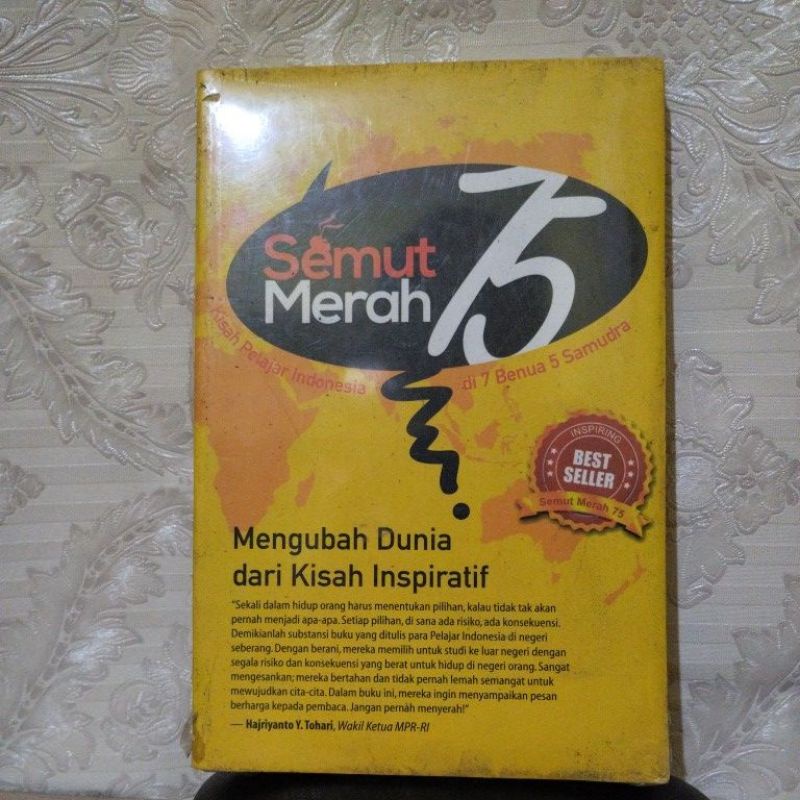 Semut
Merah 75
Kisah Pelajar Indonesia di 7 Benua 5 Samudra
INSPIRING
BEST
SELLER
Semut Merah 75
Mengubah Dunia
dari Kisah Inspiratif
"Sekali dalam hidup orang harus menentukan pilihan, kalau tidak tak akan
pernah menjadi apa-apa. Setiap pilihan, di sana ada risiko, ada konsekuensi.
Demikianlah substansi buku yang ditulis para Pelajar Indonesia di negeri
seberang. Dengan berani, mereka memilih untuk studi ke luar negeri dengan
segala risiko dan konsekuensi yang berat untuk hidup di negeri orang. Sangat
mengesankan; mereka bertahan dan tidak pernah lemah semangat untuk
mewujudkan cita-cita. Dalam buku ini, mereka ingin menyampaikan pesan
berharga kepada pembaca. Jangan pernah menyerah!"
— Hajriyanto Y. Tohari, Wakil Ketua MPR-RI